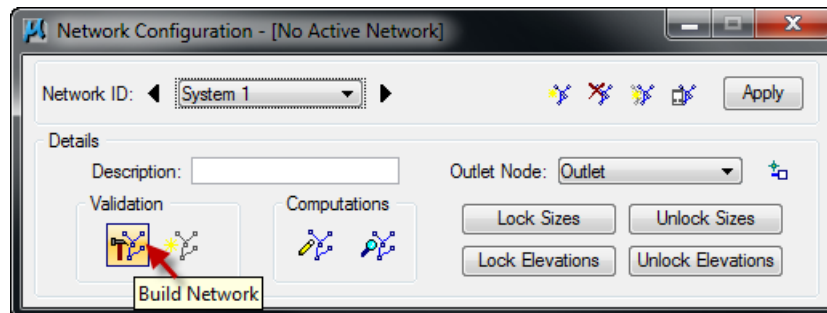 Network Configuration - [No Active Network]
Network ID: System 1 Apply
Details
Description: Outlet Node: Outlet
Validation Computations
Lock Sizes Unlock Sizes
Lock Elevations Unlock Elevations
Build Network